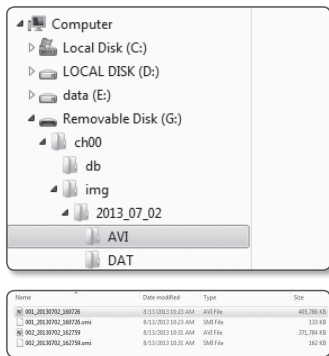 Computer
Local Disk (C:)
LOCAL DISK (D:)
data (E:)
Removable Disk (G:)
ch00
db
img
2013_07_02
AVI
DAT
Name Date modified Type Size
001_20130702_160726 8/13/2013 10:23 AM AVI File 405,786 KB
001_20130702_160726.smi 8/13/2013 10:23 AM SMI File 133 KB
002_20130702_162759 8/13/2013 10:31 AM AVI File 371,784 KB
002_20130702_162759.smi 8/13/2013 10:31 AM SMI File 162 KB